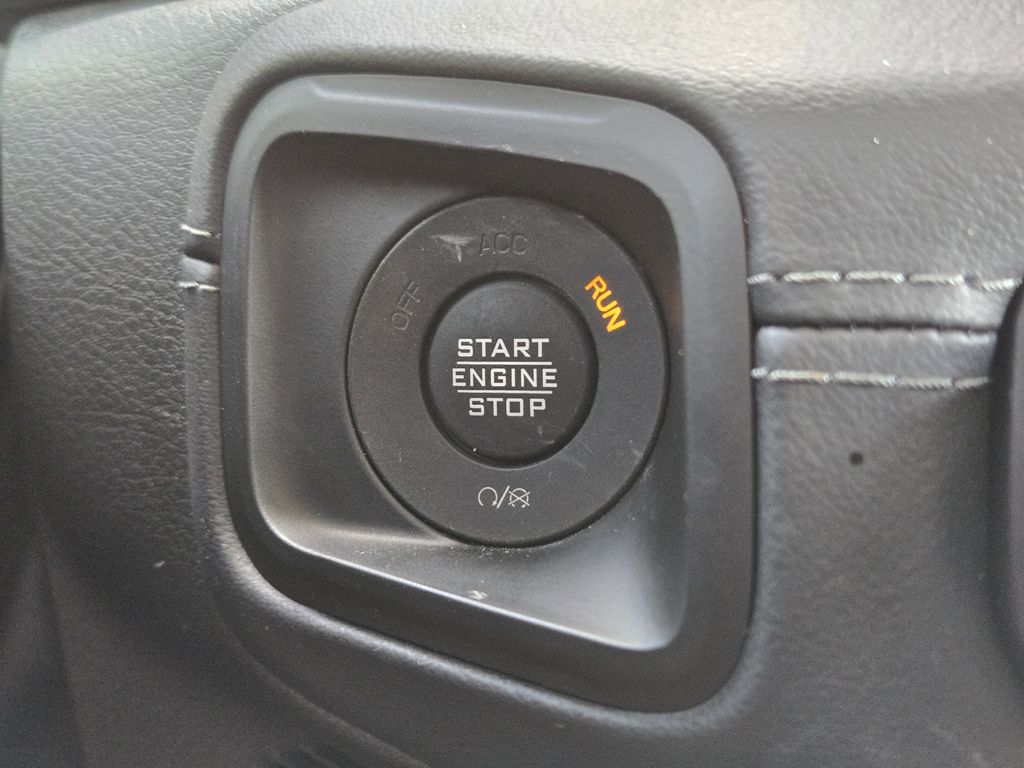 ACC
OFF
RUN
START
ENGINE
STOP